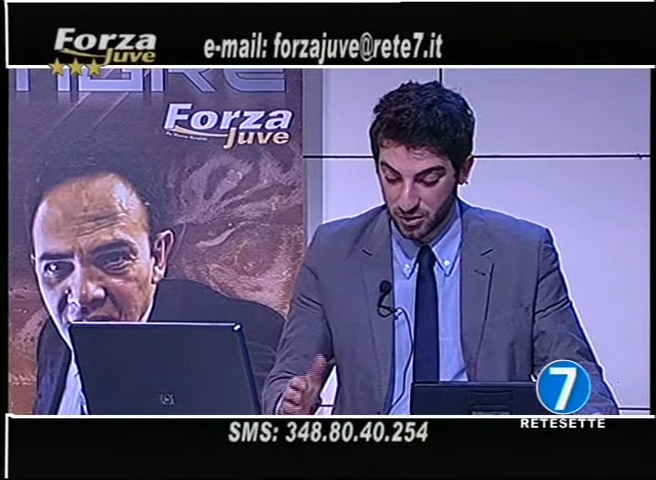 Forza
Juve
e-mail: forzajuve@rete7.it
Forza
Juve
SMS: 348.80.40.254
7
RETESETTE